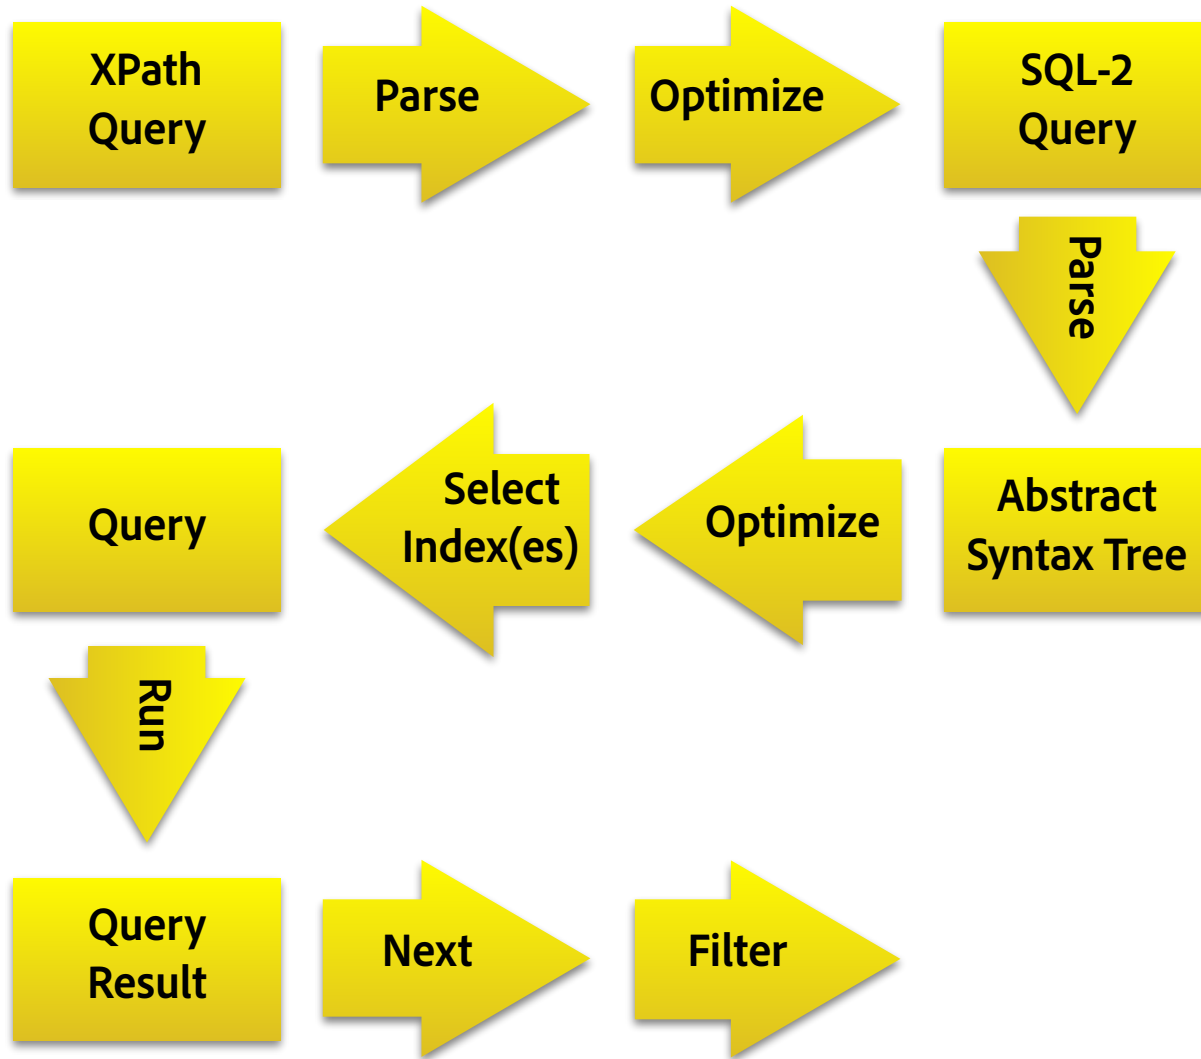 XPath
Query
Parse
Optimize
SQL-2
Query
Parse
Abstract
Syntax Tree
Optimize
Select
Index(es)
Query
Run
Query
Result
Next
Filter